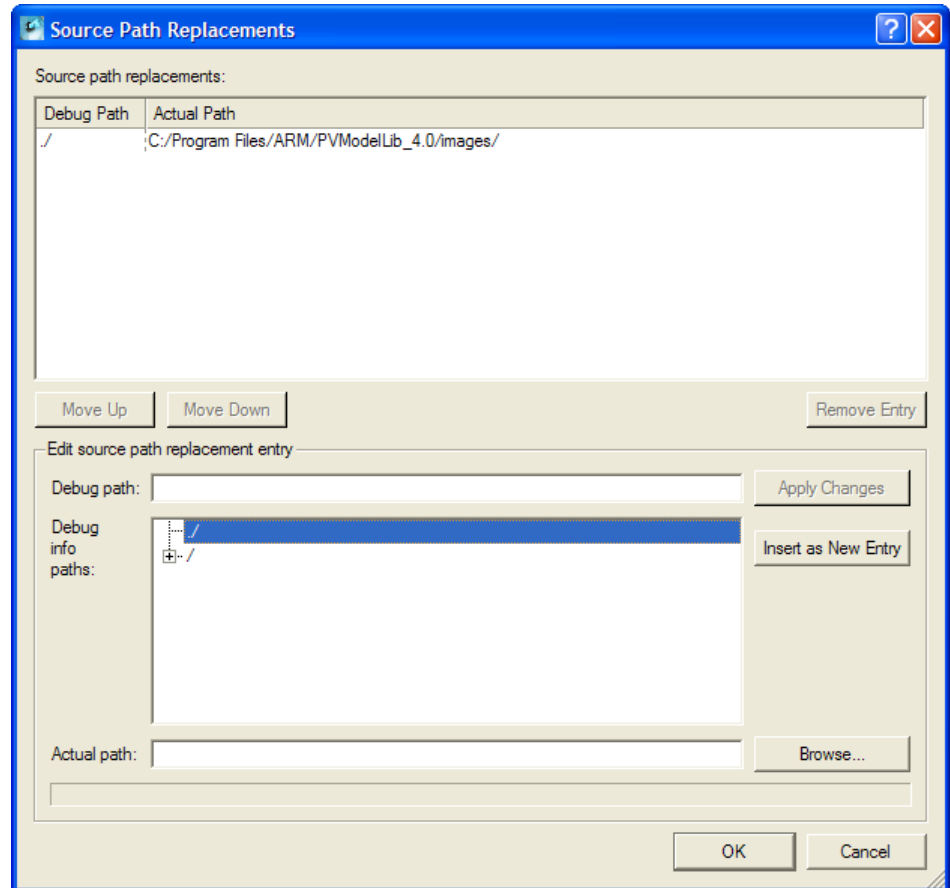 Source Path Replacements
Source path replacements:
Debug Path Actual Path
./ C:/Program Files/ARM/PVModelLib_4.0/images/
Move Up Move Down Remove Entry
Edit source path replacement entry
Debug path: Apply Changes
Debug info paths: ./ Insert as New Entry
/
Actual path: Browse...
OK Cancel